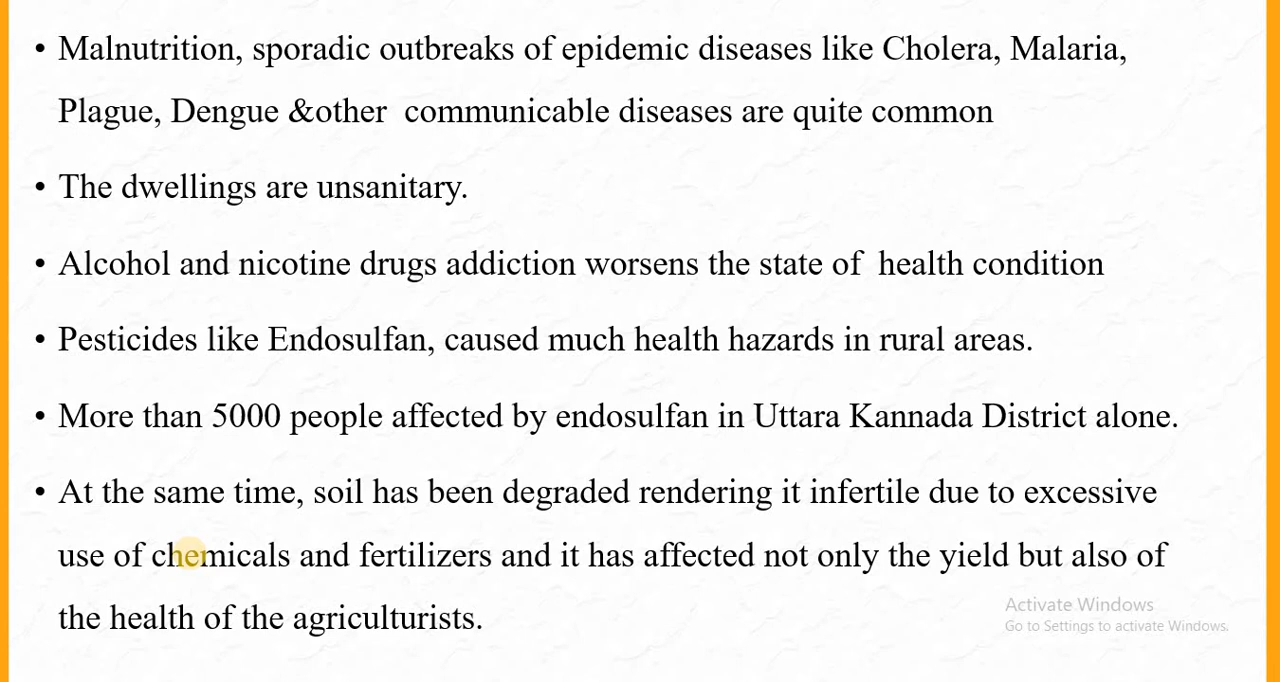 • Malnutrition, sporadic outbreaks of epidemic diseases like Cholera, Malaria,
Plague, Dengue &other  communicable diseases are quite common
• The dwellings are unsanitary.
• Alcohol and nicotine drugs addiction worsens the state of  health condition
• Pesticides like Endosulfan, caused much health hazards in rural areas.
• More than 5000 people affected by endosulfan in Uttara Kannada District alone.
• At the same time, soil has been degraded rendering it infertile due to excessive
use of chemicals and fertilizers and it has affected not only the yield but also of
the health of the agriculturists.
Activate Windows
Go to Settings to activate Windows.